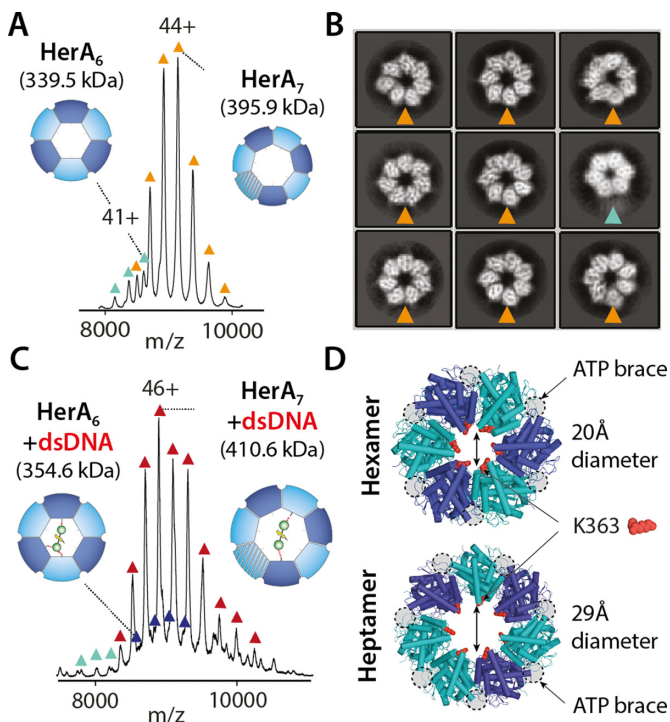 A
44+
HerA6
(339.5 kDa)
HerA7
(395.9 kDa)
41+
8000
10000
m/z
B
C
46+
HerA6
+dsDNA
(354.6 kDa)
HerA7
+dsDNA
(410.6 kDa)
8000
10000
m/z
D
Hexamer
ATP brace
20Å
diameter
K363
Heptamer
29Å
diameter
ATP brace